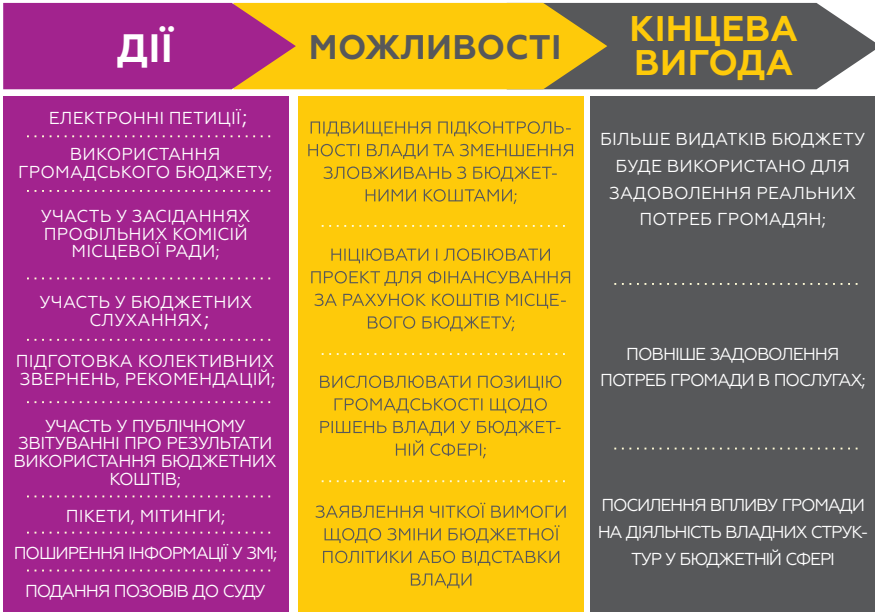 ДІЇ
ЕЛЕКТРОННІ ПЕТИЦІЇ;
ВИКОРИСТАННЯ
ГРОМАДСЬКОГО БЮДЖЕТУ;
УЧАСТЬ У ЗАСІДАННЯХ
ПРОФІЛЬНИХ КОМІСІЙ
МІСЦЕВОЇ РАДИ;
УЧАСТЬ У БЮДЖЕТНИХ
СЛУХАННЯХ;
ПІДГОТОВКА КОЛЕКТИВНИХ
ЗВЕРНЕНЬ, РЕКОМЕНДАЦІЙ;
УЧАСТЬ У ПУБЛІЧНОМУ
ЗВІТУВАННІ ПРО РЕЗУЛЬТАТИ
ВИКОРИСТАННЯ БЮДЖЕТНИХ
КОШТІВ;
ПІКЕТИ, МІТИНГИ;
ПОШИРЕННЯ ІНФОРМАЦІЇ У ЗМІ;
ПОДАННЯ ПОЗОВІВ ДО СУДУ
МОЖЛИВОСТІ
ПІДВИЩЕННЯ ПІДКОНТРОЛЬ-
НОСТІ ВЛАДИ ТА ЗМЕНШЕННЯ
ЗЛОВЖИВАНЬ З БЮДЖЕТ-
НИМИ КОШТАМИ;
НІЦІЮВАТИ І ЛОБІЮВАТИ
ПРОЕКТ ДЛЯ ФІНАНСУВАННЯ
ЗА РАХУНОК КОШТІВ МІСЦЕ-
ВОГО БЮДЖЕТУ;
ВИСЛОВЛЮВАТИ ПОЗИЦІЮ
ГРОМАДСЬКОСТІ ЩОДО
РІШЕНЬ ВЛАДИ У БЮДЖЕТ-
НІЙ СФЕРІ;
ЗАЯВЛЕННЯ ЧІТКОЇ ВИМОГИ
ЩОДО ЗМІНИ БЮДЖЕТНОЇ
ПОЛІТИКИ АБО ВІДСТАВКИ
ВЛАДИ
КІНЦЕВА
ВИГОДА
БІЛЬШЕ ВИДАТКІВ БЮДЖЕТУ
БУДЕ ВИКОРИСТАНО ДЛЯ
ЗАДОВОЛЕННЯ РЕАЛЬНИХ
ПОТРЕБ ГРОМАДЯН;
ПОВНІШЕ ЗАДОВОЛЕННЯ
ПОТРЕБ ГРОМАДИ В ПОСЛУГАХ;
ПОСИЛЕННЯ ВПЛИВУ ГРОМАДИ
НА ДІЯЛЬНІСТЬ ВЛАДНИХ СТРУК-
ТУР У БЮДЖЕТНІЙ СФЕРІ